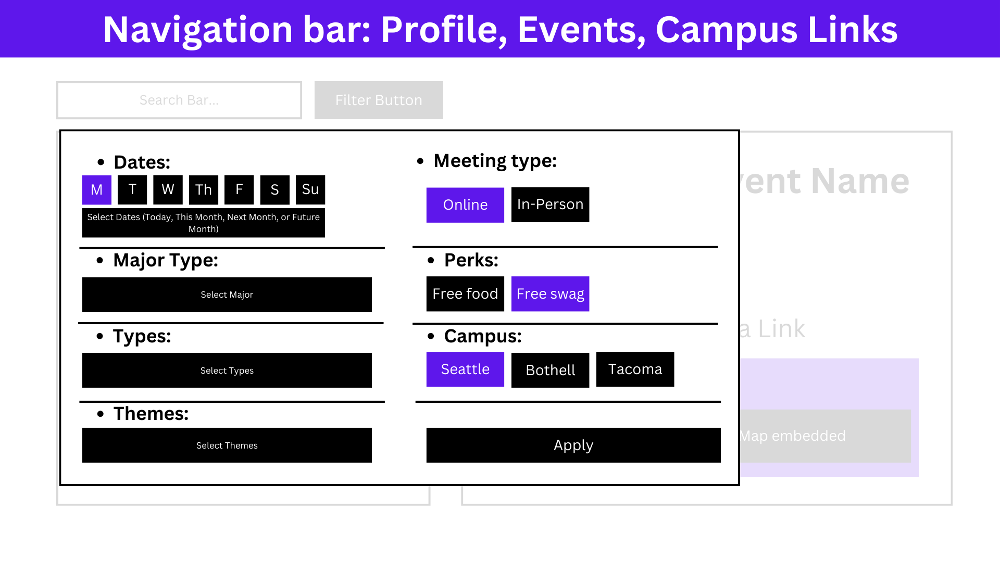 Navigation bar: Profile, Events, Campus Links
Search Bar...
Filter Button
• Dates:
M T W Th F S Su
Select Dates (Today, This Month, Next Month, or Future
Month)
• Major Type:
Select Major
• Types:
Select Types
• Themes:
Select Themes
• Meeting type:
Online In-Person
• Perks:
Free food Free swag
• Campus:
Seattle Bothell Tacoma
Apply
vent Name
a Link
Map embedded